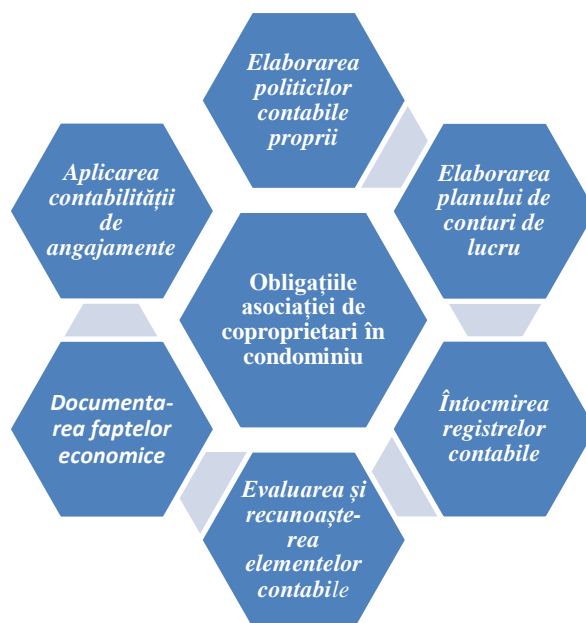 Elaborarea
politicilor
contabile
proprii
Elaborarea
planului de
conturi de
lucru
Întocmirea
registrelor
contabile
Evaluarea și
recunoaște-
rea
elementelor
contabile
Documenta-
rea faptelor
economice
Aplicarea
contabilității
de
angajamente
Obligațiile
asociației de
coproprietari în
condominiu